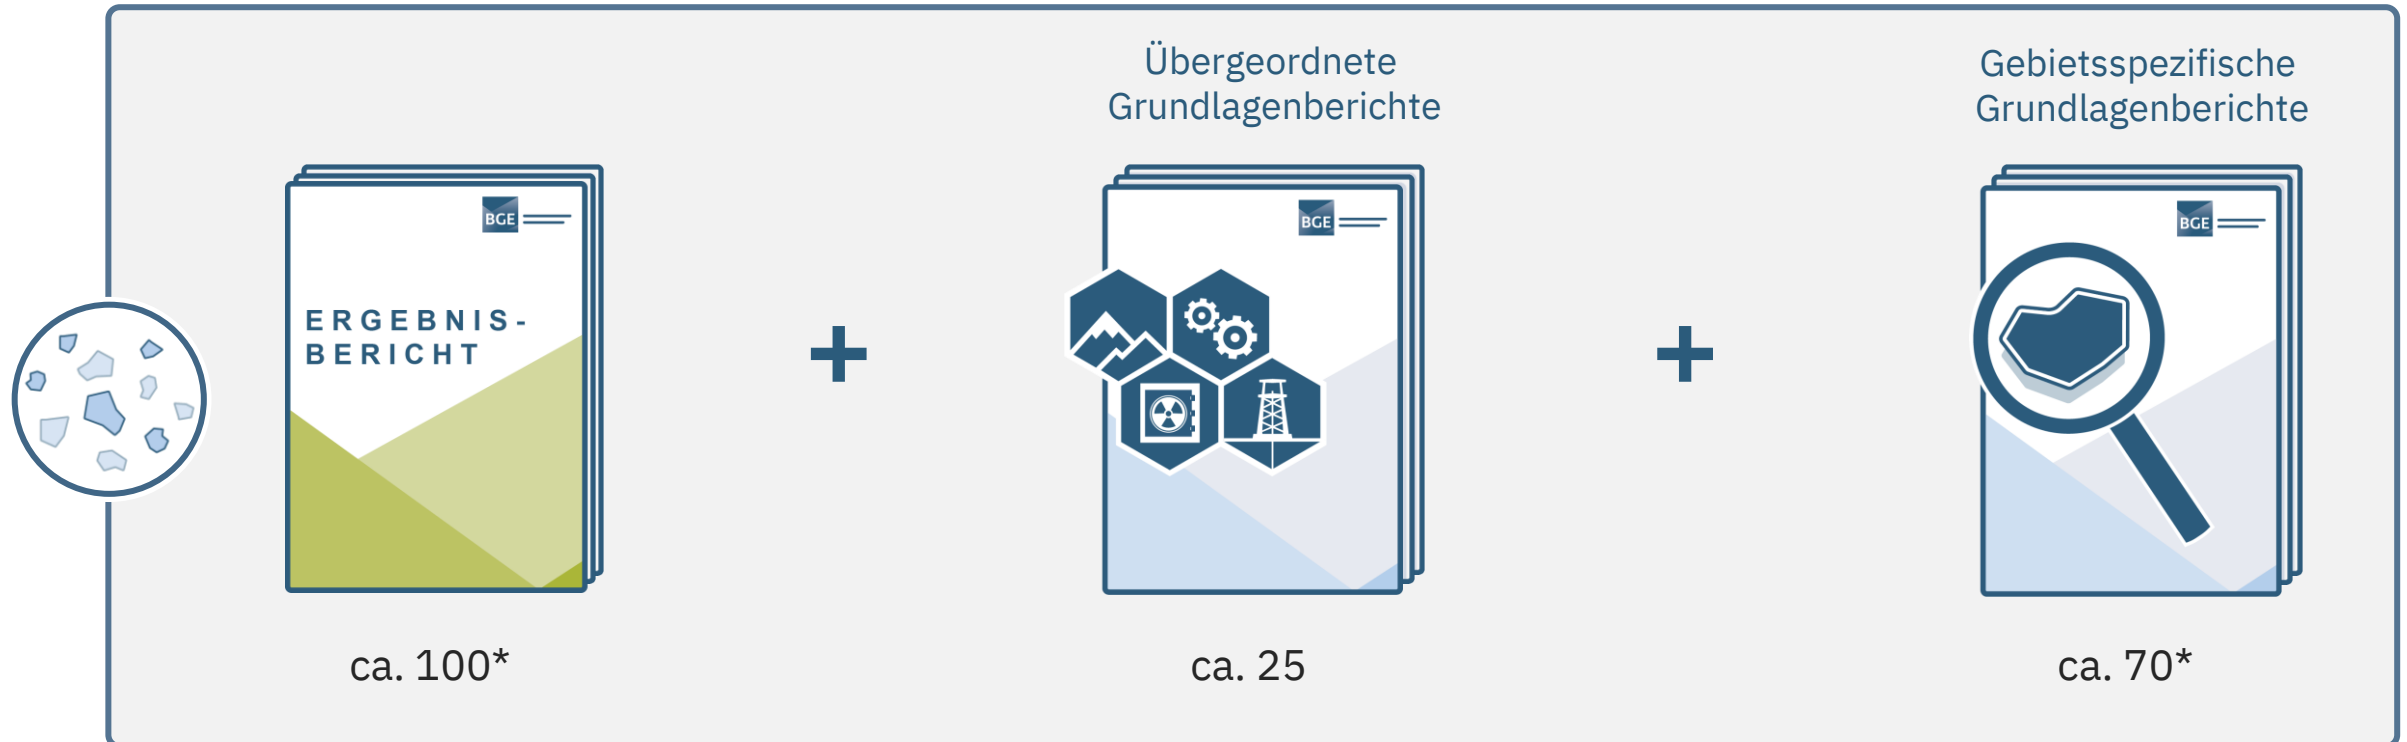 Übergeordnete
Grundlagenberichte
Gebietsspezifische
Grundlagenberichte
BGE
ERGEBNIS-
BERICHT
BGE
BGE
ca. 100*
ca. 25
ca. 70*